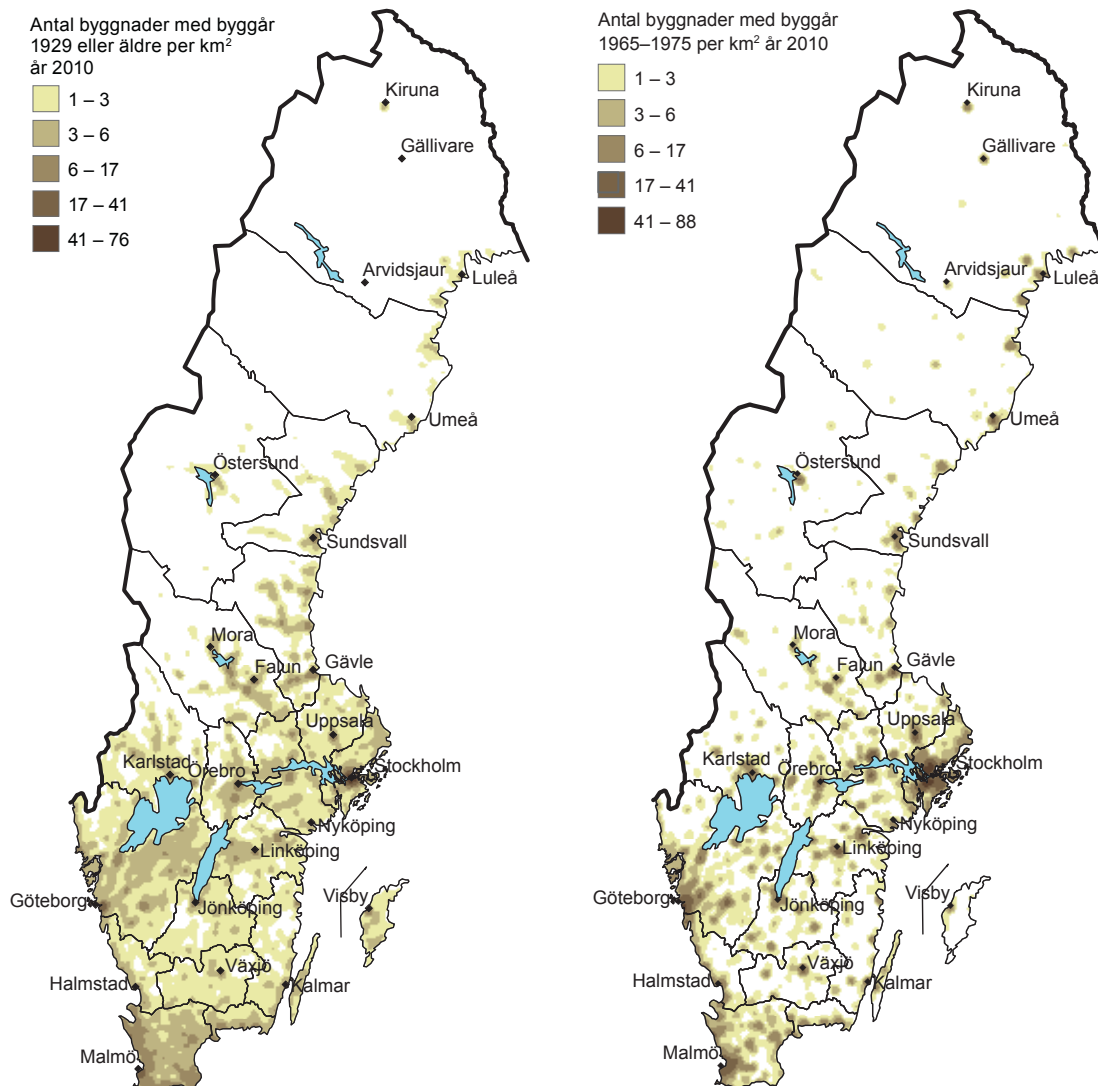 Antal byggnader med byggår
1929 eller äldre per km²
år 2010
1 – 3
3 – 6
6 – 17
17 – 41
41 – 76
Kiruna
Gällivare
Arvidsjaur
Luleå
Umeå
Östersund
Sundsvall
Mora
Falun
Gävle
Uppsala
Karlstad
Örebro
Stockholm
Nyköping
Linköping
Visby
Göteborg
Jönköping
Växjö
Halmstad
Kalmar
Malmö
Antal byggnader med byggår
1965–1975 per km² år 2010
1 – 3
3 – 6
6 – 17
17 – 41
41 – 88
Kiruna
Gällivare
Arvidsjaur
Luleå
Umeå
Östersund
Sundsvall
Mora
Falun
Gävle
Uppsala
Karlstad
Örebro
Stockholm
Nyköping
Linköping
Visby
Göteborg
Jönköping
Växjö
Halmstad
Kalmar
Malmö